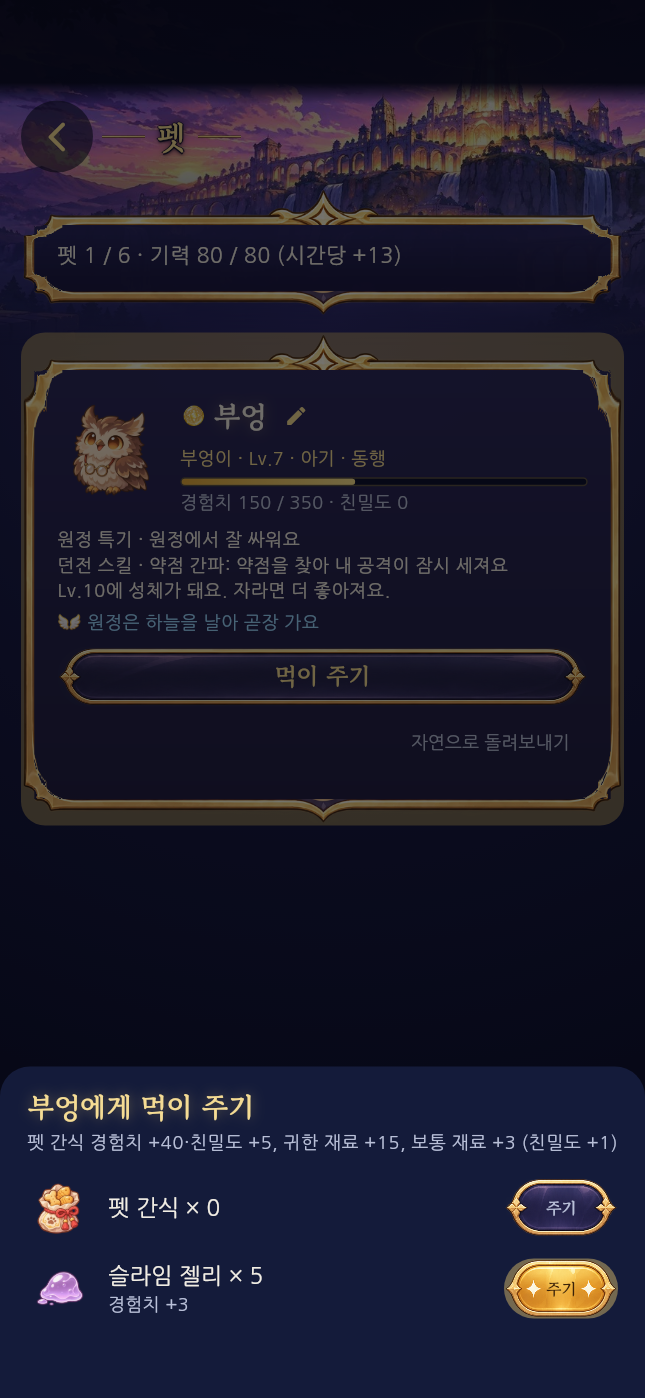 펫
펫 1 / 6 · 기력 80 / 80 (시간당 +13)
부엉
부엉이 · Lv.7 · 아기 · 동행
경험치 150 / 350 · 친밀도 0
원정 특기 · 원정에서 잘 싸워요
던전 스킬 · 약점 간파: 약점을 찾아 내 공격이 잠시 세져요
Lv.10에 성체가 돼요. 자라면 더 좋아져요.
원정은 하늘을 날아 곧장 가요
먹이 주기
자연으로 돌려보내기
부엉에게 먹이 주기
펫 간식 경험치 +40·친밀도 +5, 귀한 재료 +15, 보통 재료 +3 (친밀도 +1)
펫 간식 × 0
주기
슬라임 젤리 × 5
경험치 +3
주기